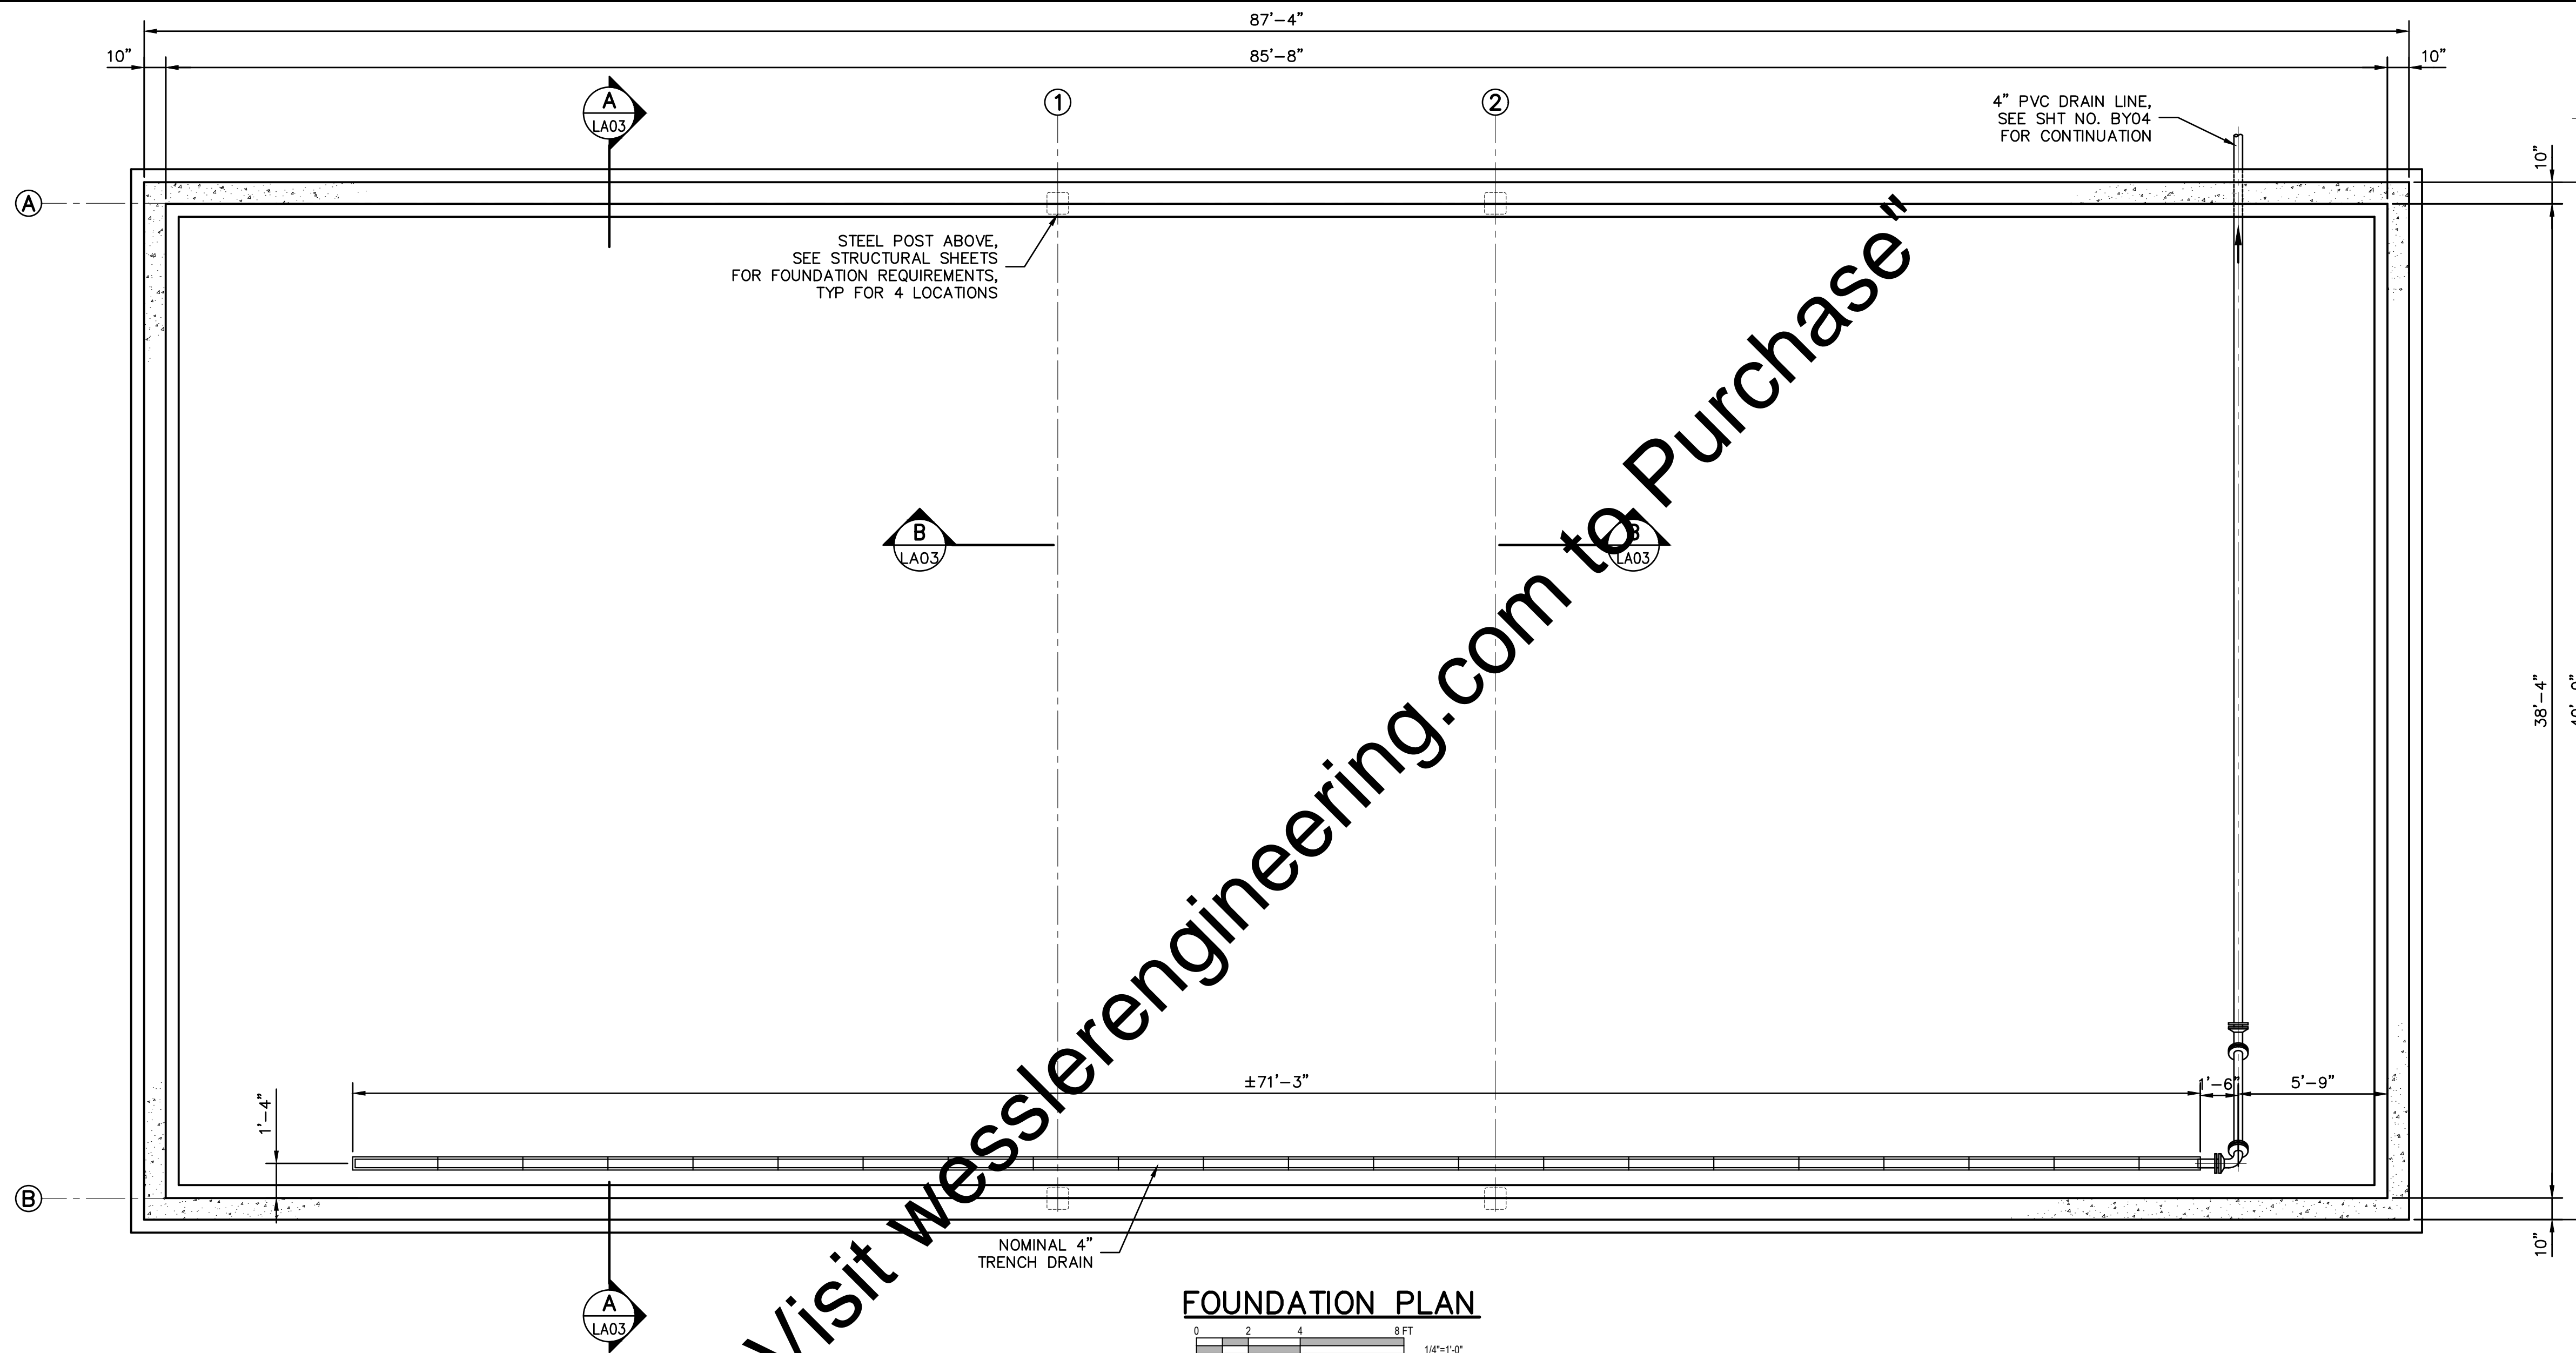 87'-4"
10"
85'-8"
10"
A
LA03
1
2
4" PVC DRAIN LINE,
SEE SHT NO. BY04
FOR CONTINUATION
10"
A
STEEL POST ABOVE,
SEE STRUCTURAL SHEETS
FOR FOUNDATION REQUIREMENTS,
TYP FOR 4 LOCATIONS
B
LA03
B
LA03
38'-4"
Visit wesslerengineering.com to Purchase"
±71'-3"
1'-6"
5'-9"
1'-4"
B
NOMINAL 4"
TRENCH DRAIN
10"
A
LA03
FOUNDATION PLAN
0 2 4 8 FT
1/4"=1'-0"